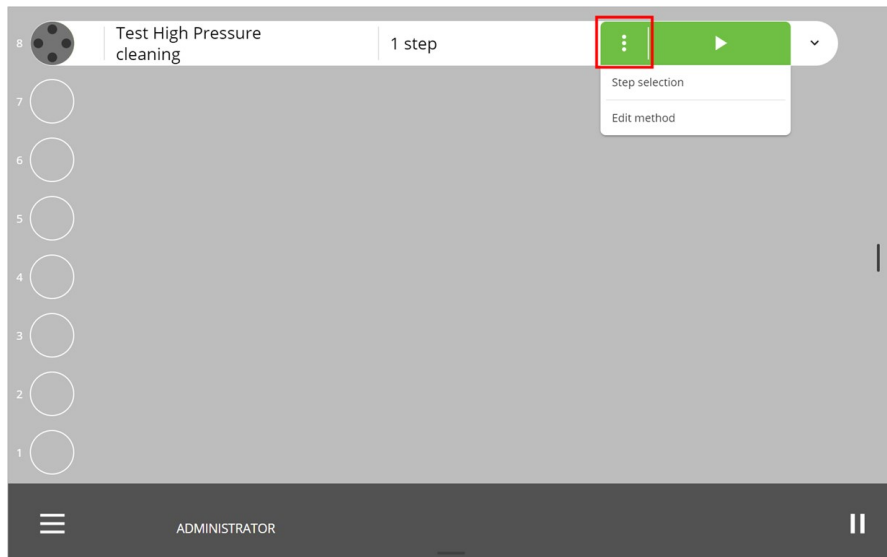 8
Test High Pressure
cleaning
1 step
Step selection
Edit method
7
6
5
4
3
2
1
ADMINISTRATOR